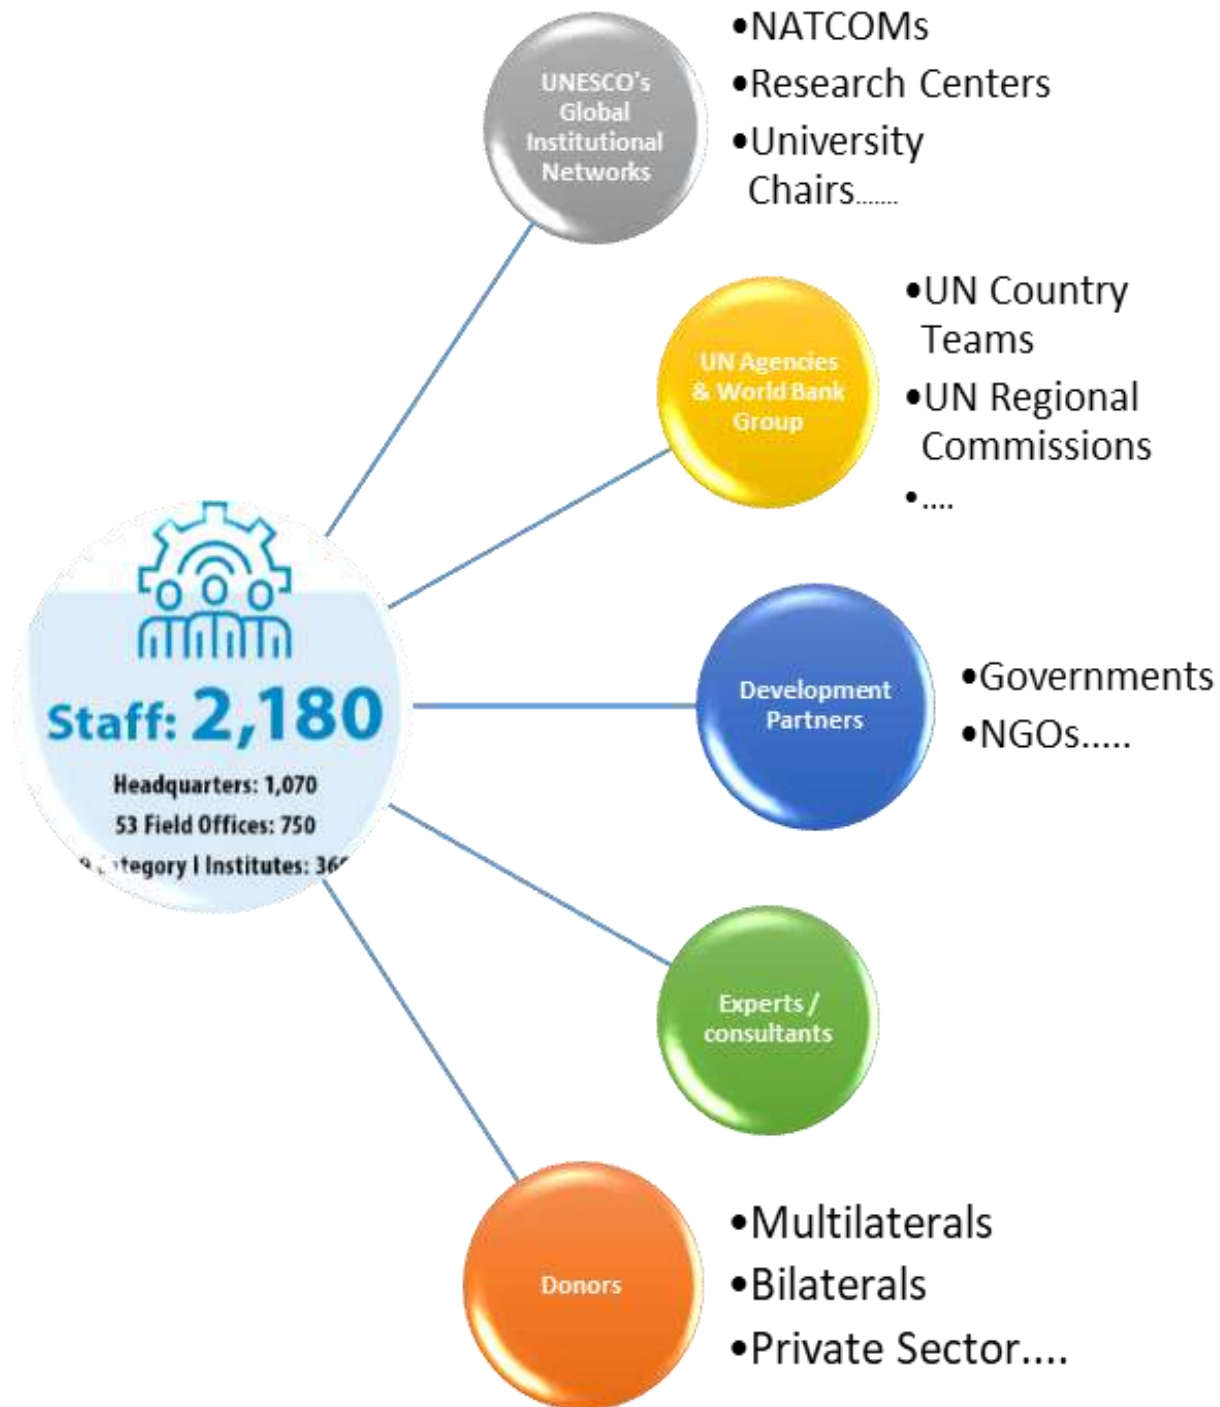 UNESCO's
Global
Institutional
Networks
•NATCOMs
•Research Centers
•University
Chairs.......
UN Agencies
& World Bank
Group
•UN Country
Teams
•UN Regional
Commissions
•....
Staff: 2,180
Headquarters: 1,070
53 Field Offices: 750
I Institutes:
Development
Partners
•Governments
•NGOs.....
Experts /
consultants
Donors
•Multilaterals
•Bilaterals
•Private Sector....